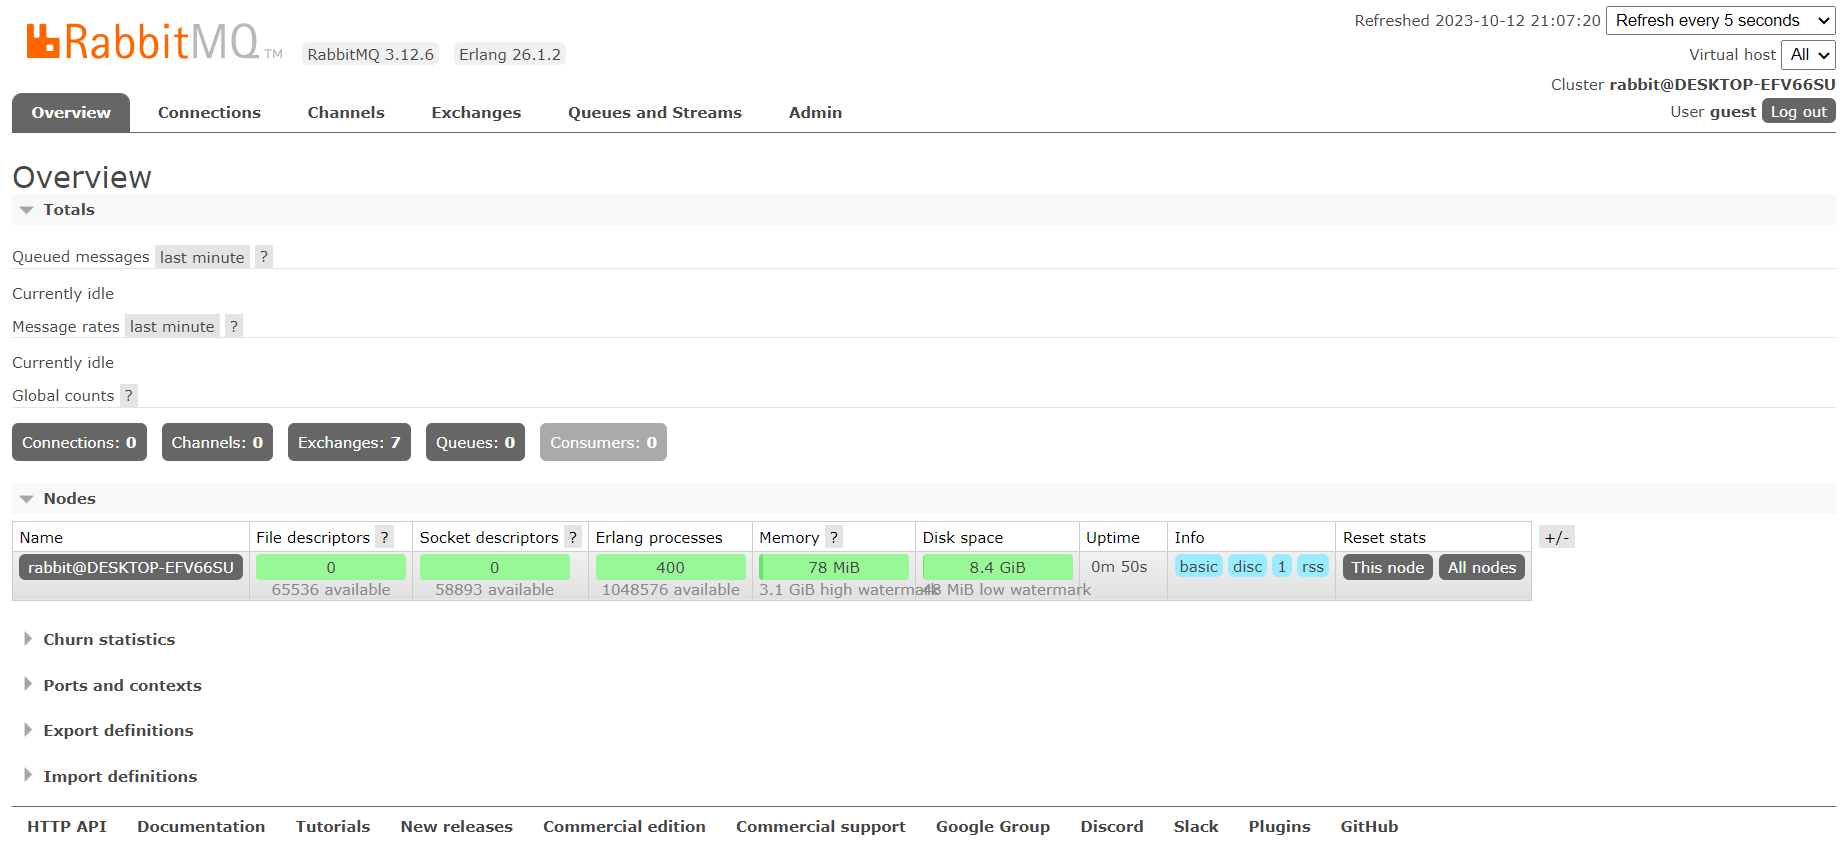 RabbitMQ TM RabbitMQ 3.12.6 Erlang 26.1.2
Refreshed 2023-10-12 21:07:20 Refresh every 5 seconds
Virtual host All
Cluster rabbit@DESKTOP-EFV66SU
User guest Log out
Overview Connections Channels Exchanges Queues and Streams Admin
Overview
Totals
Queued messages last minute ?
Currently idle
Message rates last minute ?
Currently idle
Global counts ?
Connections: 0 Channels: 0 Exchanges: 7 Queues: 0 Consumers: 0
Nodes
Name File descriptors ? Socket descriptors ? Erlang processes Memory ? Disk space Uptime Info Reset stats +/-
rabbit@DESKTOP-EFV66SU 0 0 400 78 MiB 8.4 GiB 0m 50s basic disc 1 rss This node All nodes
65536 available 58893 available 1048576 available 3.1 GiB high watermark 48 MiB low watermark
Churn statistics
Ports and contexts
Export definitions
Import definitions
HTTP API Documentation Tutorials New releases Commercial edition Commercial support Google Group Discord Slack Plugins GitHub